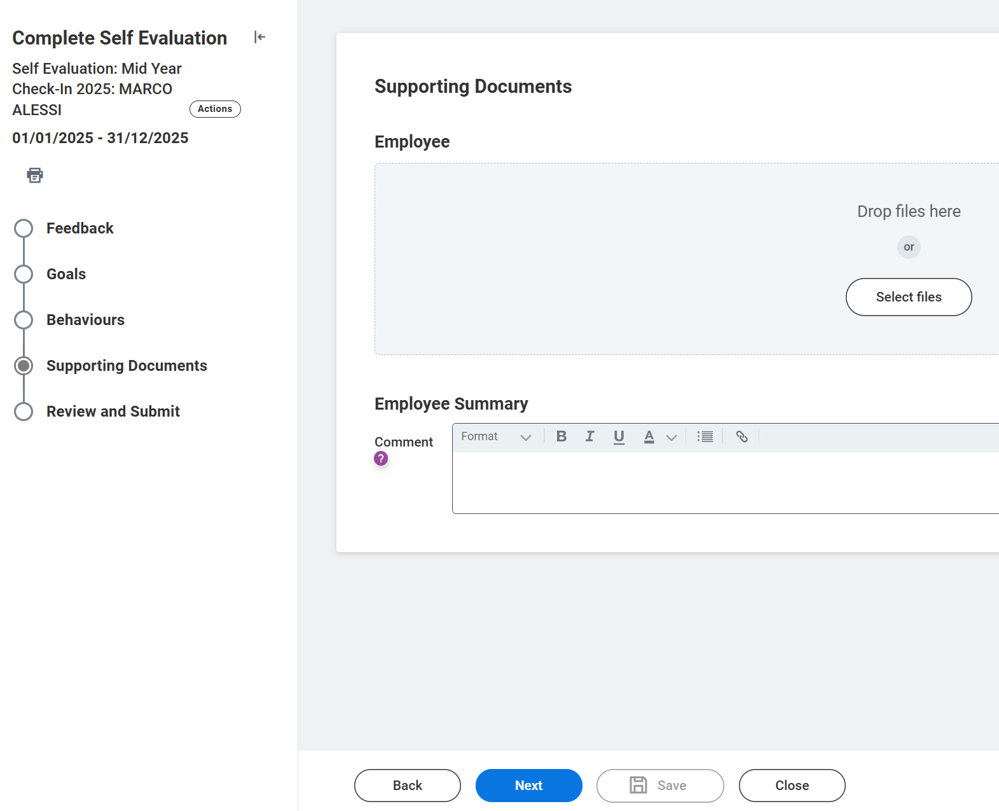 Complete Self Evaluation
Self Evaluation: Mid Year
Check-In 2025: MARCO
ALESSI
Actions
01/01/2025 - 31/12/2025
Feedback
Goals
Behaviours
Supporting Documents
Review and Submit
Supporting Documents
Employee
Drop files here
or
Select files
Employee Summary
Comment
?
Format
B I U A
Back
Next
Save
Close